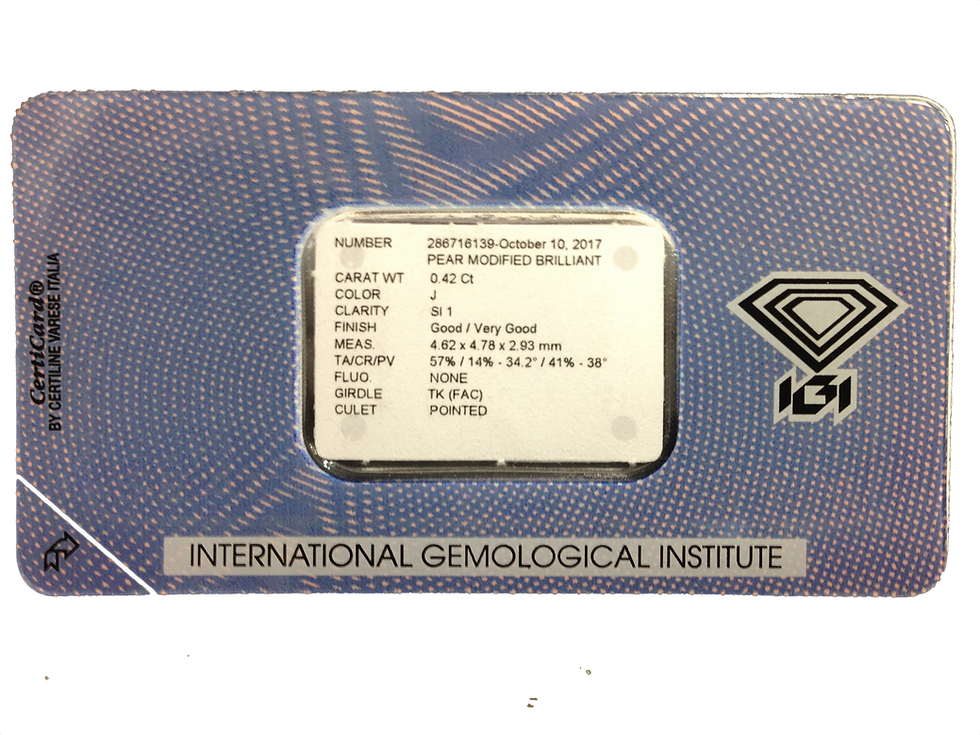 CertiCard®
BY CERTILINE VARESE ITALIA
NUMBER 286716139-October 10, 2017
PEAR MODIFIED BRILLIANT
CARAT WT 0.42 Ct
COLOR J
CLARITY SI 1
FINISH Good / Very Good
MEAS. 4.62 x 4.78 x 2.93 mm
TA/CR/PV 57% / 14% - 34.2° / 41% - 38°
FLUO. NONE
GIRDLE TK (FAC)
CULET POINTED
IGI
INTERNATIONAL GEMOLOGICAL INSTITUTE